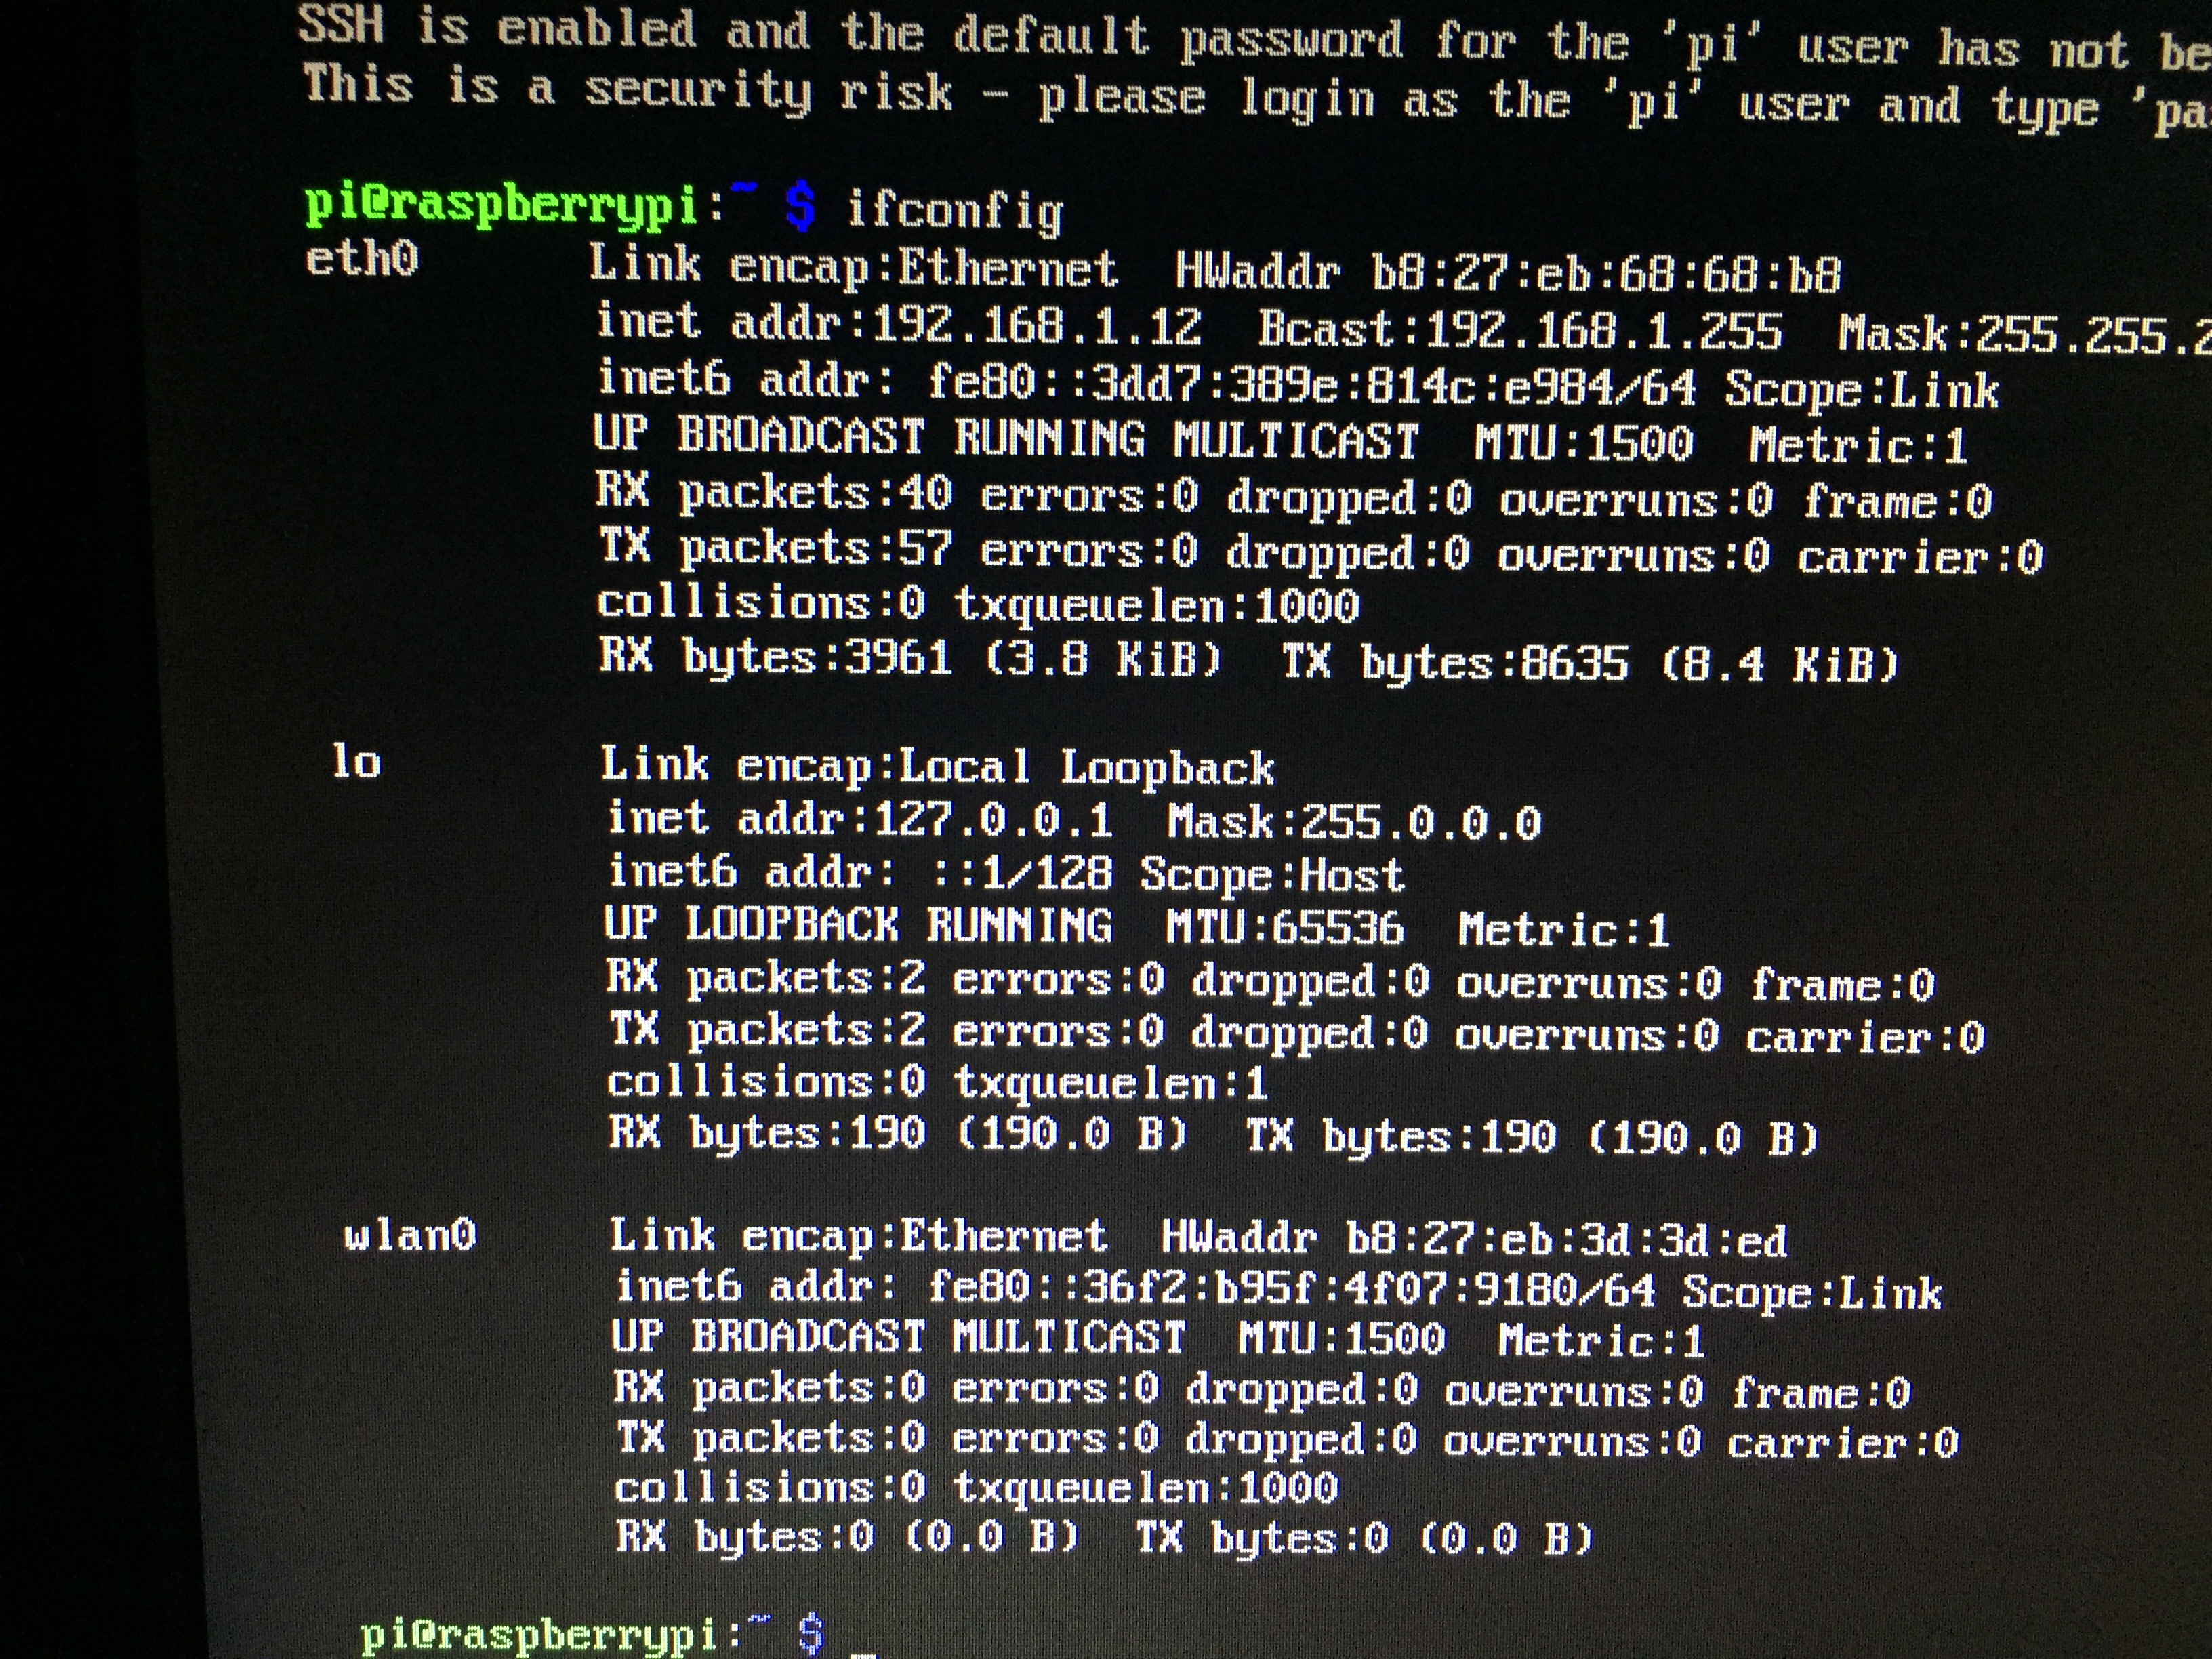 SSH is enabled and the default password for the 'pi' user has not
This is a security risk - please login as the 'pi' user and type
pi@raspberrypi:~ $ ifconfig
eth0 Link encap:Ethernet HWaddr b8:27:eb:68:68:b8
inet addr:192.168.1.12 Bcast:192.168.1.255 Mask:255.255.2
inet6 addr: fe80::3dd7:389e:814c:e984/64 Scope:Link
UP BROADCAST RUNNING MULTICAST MTU:1500 Metric:1
RX packets:40 errors:0 dropped:0 overruns:0 frame:0
TX packets:57 errors:0 dropped:0 overruns:0 carrier:0
collisions:0 txqueuelen:1000
RX bytes:3961 (3.8 KiB) TX bytes:8635 (8.4 KiB)
lo Link encap:Local Loopback
inet addr:127.0.0.1 Mask:255.0.0.0
inet6 addr: ::1/128 Scope:Host
UP LOOPBACK RUNNING MTU:65536 Metric:1
RX packets:2 errors:0 dropped:0 overruns:0 frame:0
TX packets:2 errors:0 dropped:0 overruns:0 carrier:0
collisions:0 txqueuelen:1
RX bytes:190 (190.0 B) TX bytes:190 (190.0 B)
wlan0 Link encap:Ethernet HWaddr b8:27:eb:3d:3d:ed
inet6 addr: fe80::36f2:b95f:4f07:9180/64 Scope:Link
UP BROADCAST MULTICAST MTU:1500 Metric:1
RX packets:0 errors:0 dropped:0 overruns:0 frame:0
TX packets:0 errors:0 dropped:0 overruns:0 carrier:0
collisions:0 txqueuelen:1000
RX bytes:0 (0.0 B) TX bytes:0 (0.0 B)
pi@raspberrypi:~ $ _